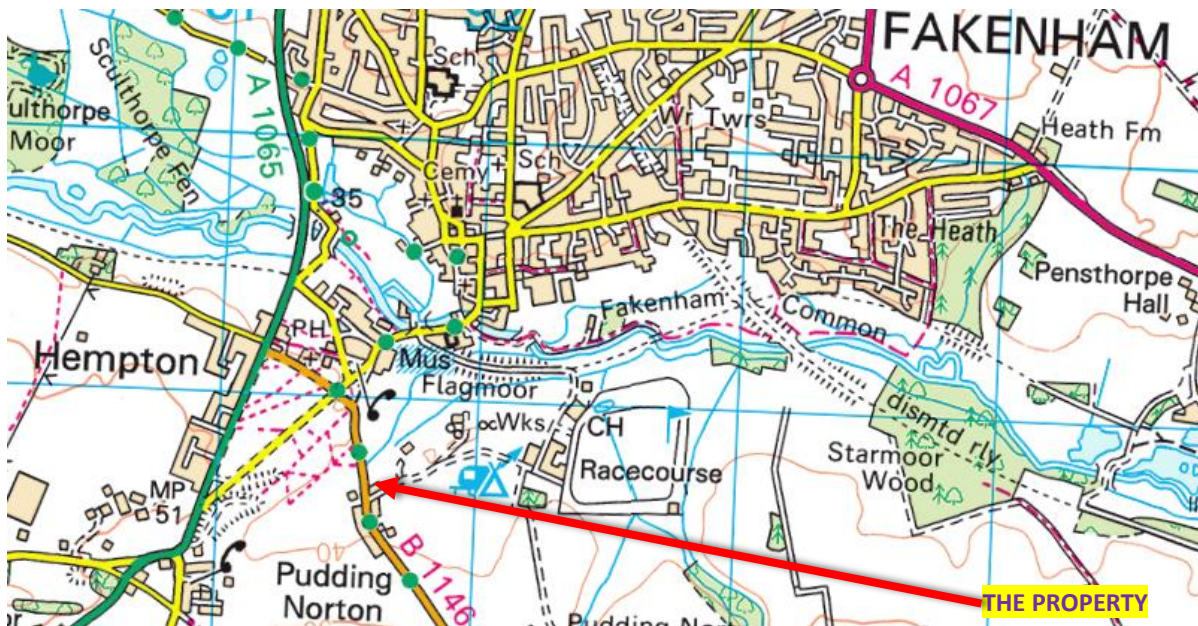 FAKENHAM
A 1067
A 1065
Sculthorpe Fen
ulthorpe
Moor
Sch
Wr Twrs
Heath Fm
Cemy
Sch
35
The Heath
Pensthorpe
Hall
Fakenham Common
PH
Hempton
Mus
Flagmoor
Wks
CH
Racecourse
dismtd rly
Starmoor
Wood
MP
51
40
B 1146
Pudding
Norton
THE PROPERTY